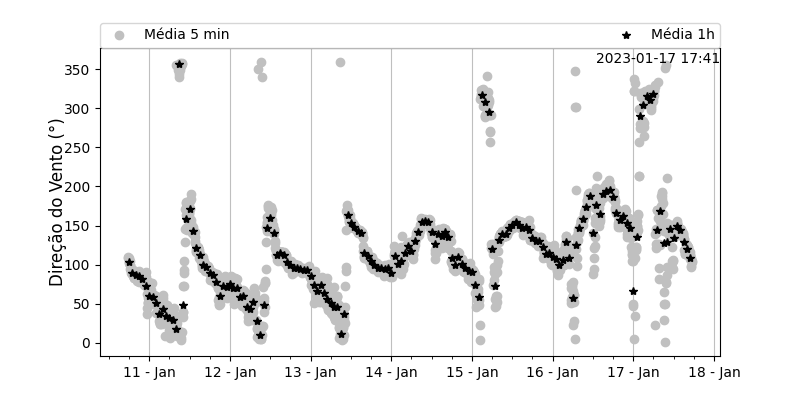 Média 5 min
Média 1h
2023-01-17 17:41
Direção do Vento (°)
350
300
250
200
150
100
50
0
11 - Jan
12 - Jan
13 - Jan
14 - Jan
15 - Jan
16 - Jan
17 - Jan
18 - Jan